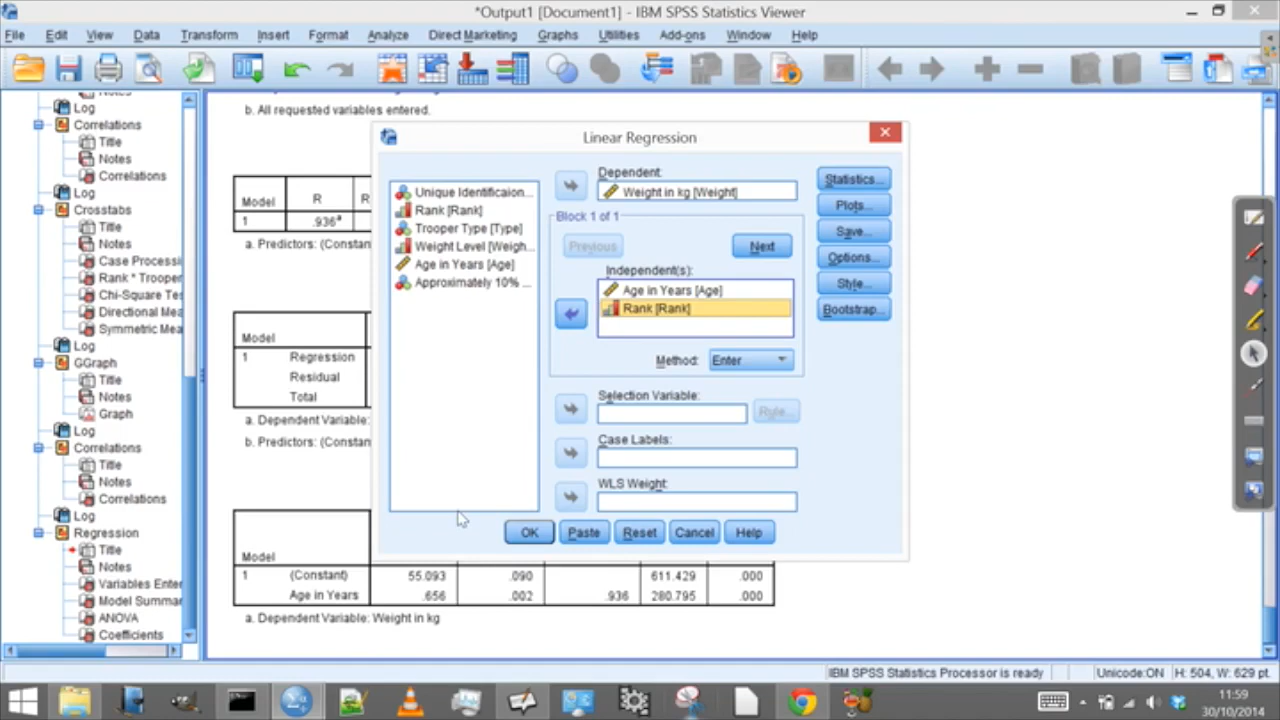 *Output1 [Document1] - IBM SPSS Statistics Viewer
File Edit View Data Transform Insert Format Analyze Direct Marketing Graphs Utilities Add-ons Window Help
Notes
Log
Correlations
Title
Notes
Correlations
Log
Crosstabs
Title
Notes
Case Processi
Rank * Trooper
Chi-Square Te
Directional Mea
Symmetric Mea
Log
GGraph
Title
Notes
Graph
Log
Correlations
Title
Notes
Correlations
Log
Regression
Title
Notes
Variables Enter
Model Summar
ANOVA
Coefficients
b. All requested variables entered.
Model R R
1 .936a
a. Predictors: (Constan
Model
1 Regression
Residual
Total
a. Dependent Variable:
b. Predictors: (Constan
Model
1 (Constant) 55.093 .090 611.429 .000
Age in Years .656 .002 .936 280.795 .000
a. Dependent Variable: Weight in kg
Linear Regression
Unique Identificaion...
Rank [Rank]
Trooper Type [Type]
Weight Level [Weigh...
Age in Years [Age]
Approximately 10% ...
Dependent:
Weight in kg [Weight]
Block 1 of 1
Previous Next
Independent(s):
Age in Years [Age]
Rank [Rank]
Method: Enter
Selection Variable:
Rule...
Case Labels:
WLS Weight:
Statistics...
Plots...
Save...
Options...
Style...
Bootstrap...
OK Paste Reset Cancel Help
IBM SPSS Statistics Processor is ready Unicode:ON H: 504, W: 629 pt.
11:59
30/10/2014